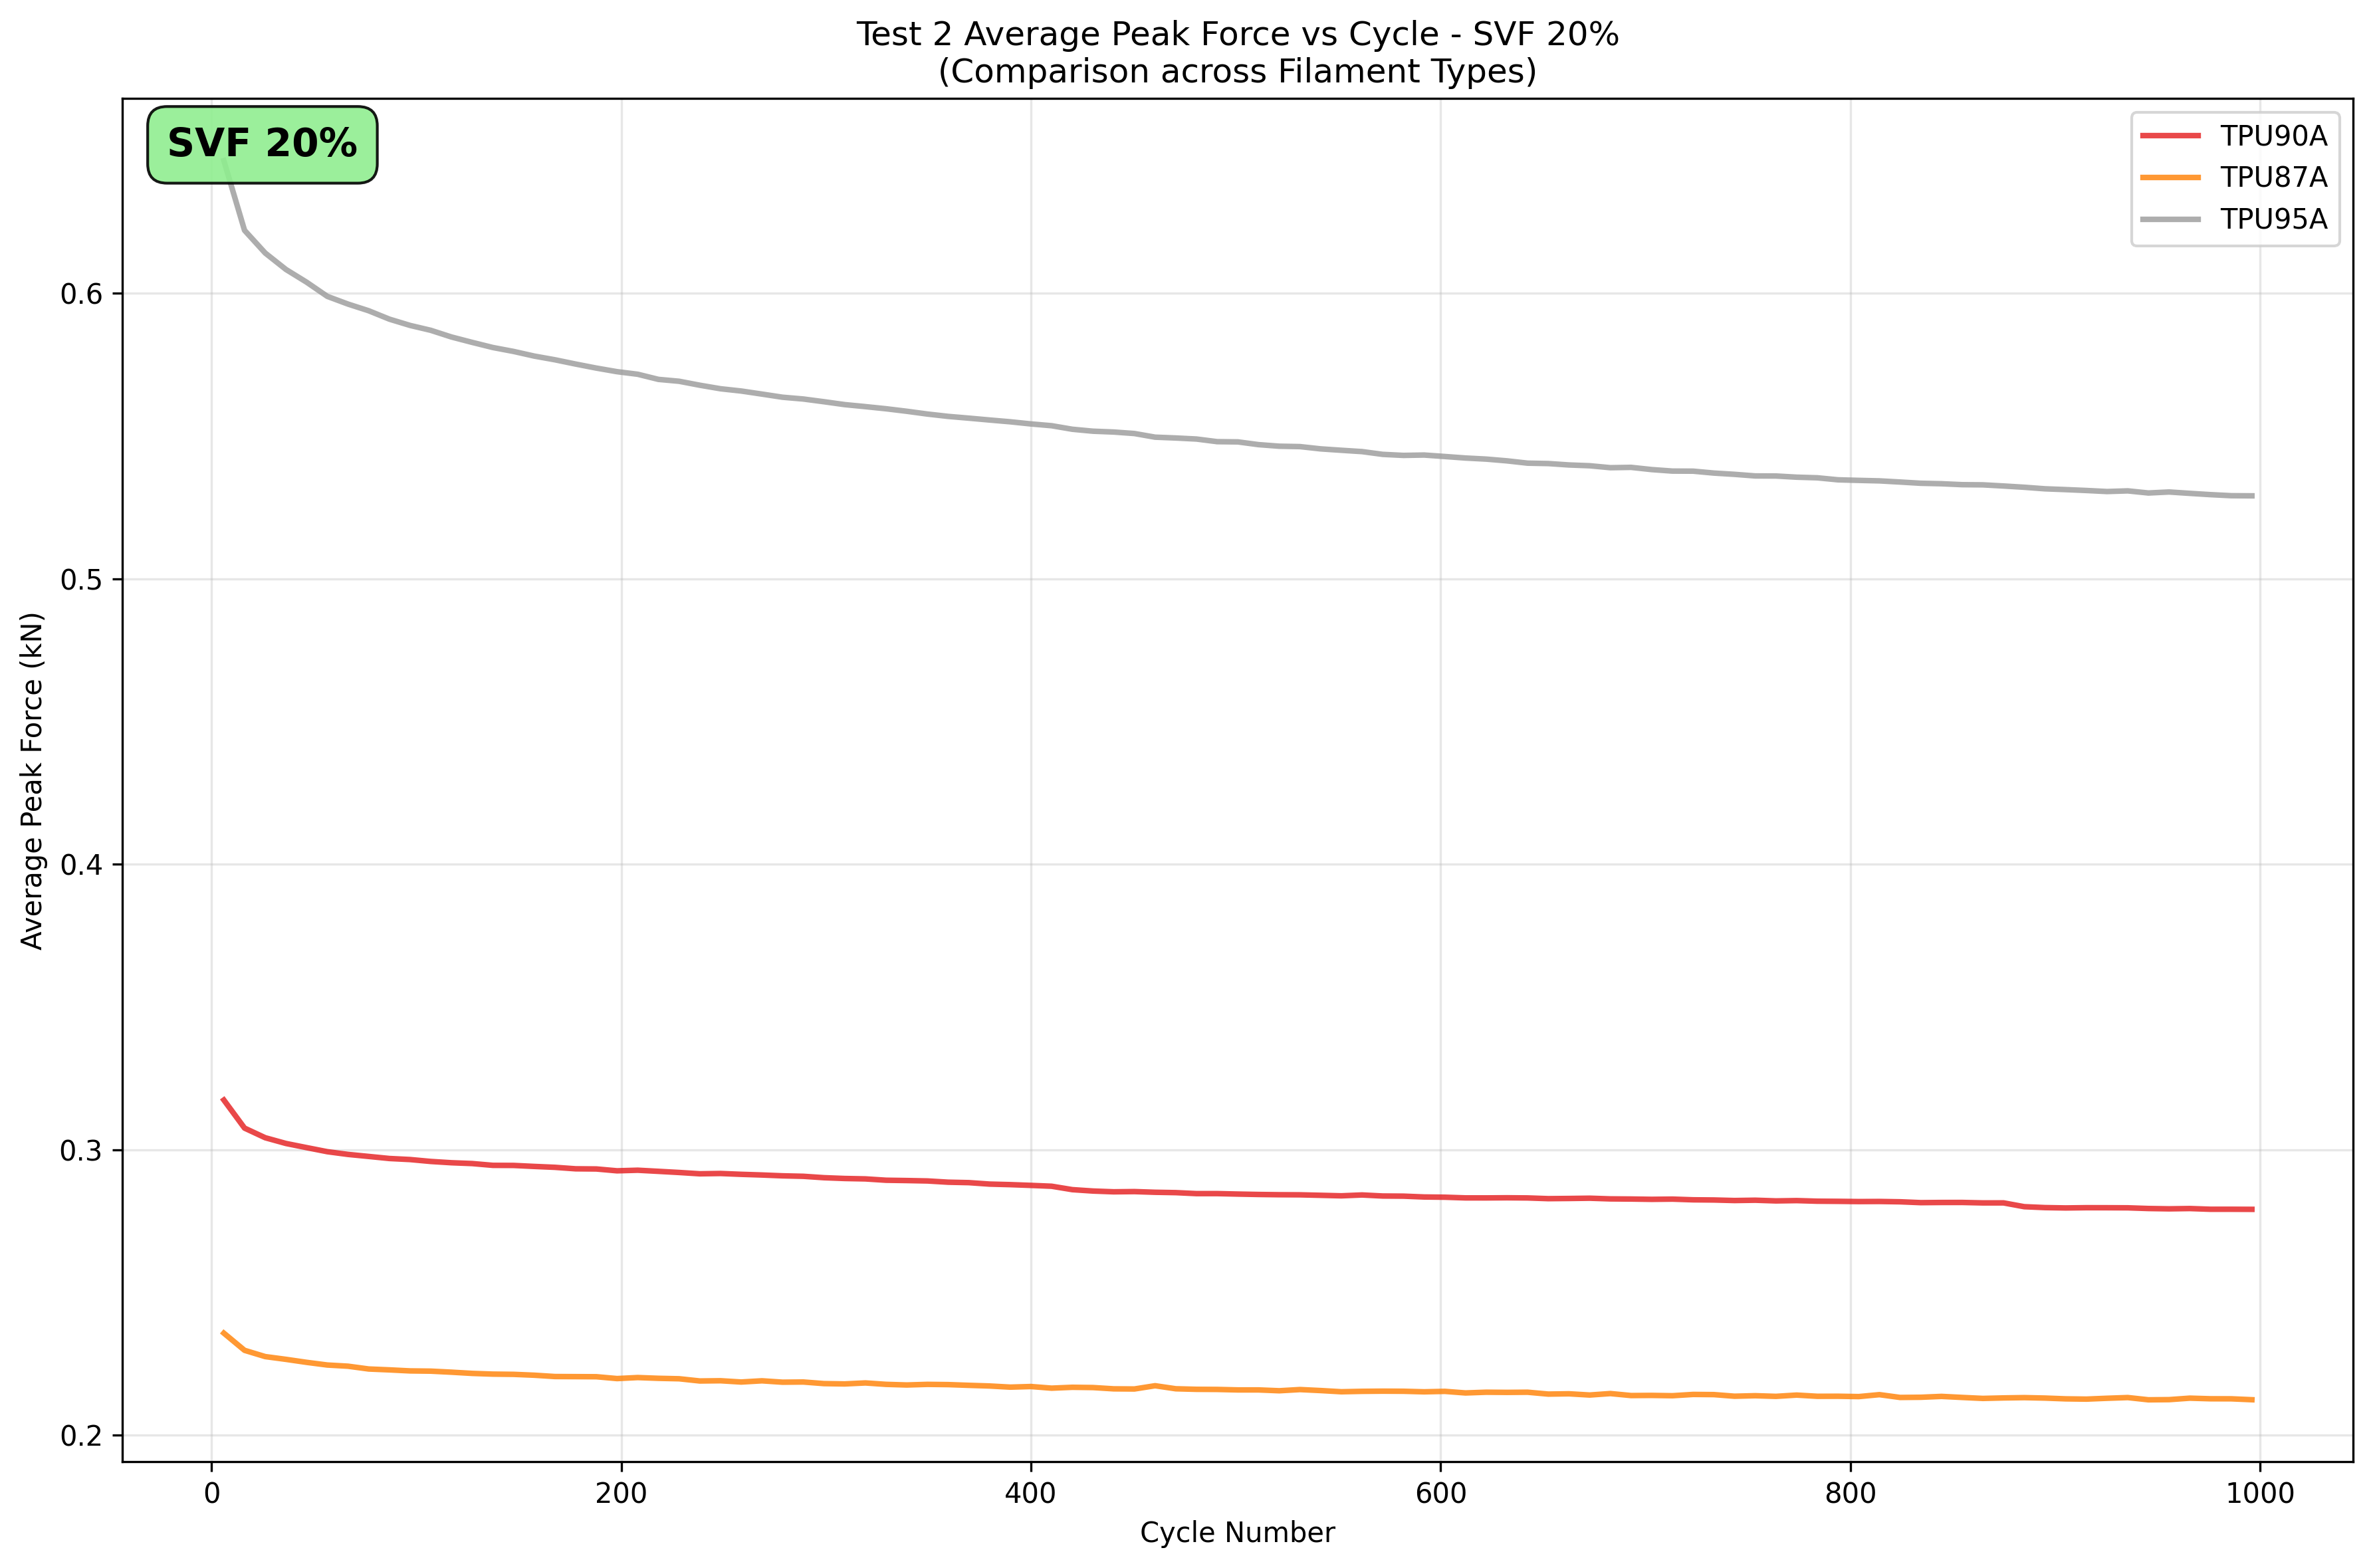 Test 2 Average Peak Force vs Cycle - SVF 20%
(Comparison across Filament Types)
SVF 20%
TPU90A
TPU87A
TPU95A
0.6
0.5
0.4
0.3
0.2
Average Peak Force (kN)
0 200 400 600 800 1000
Cycle Number